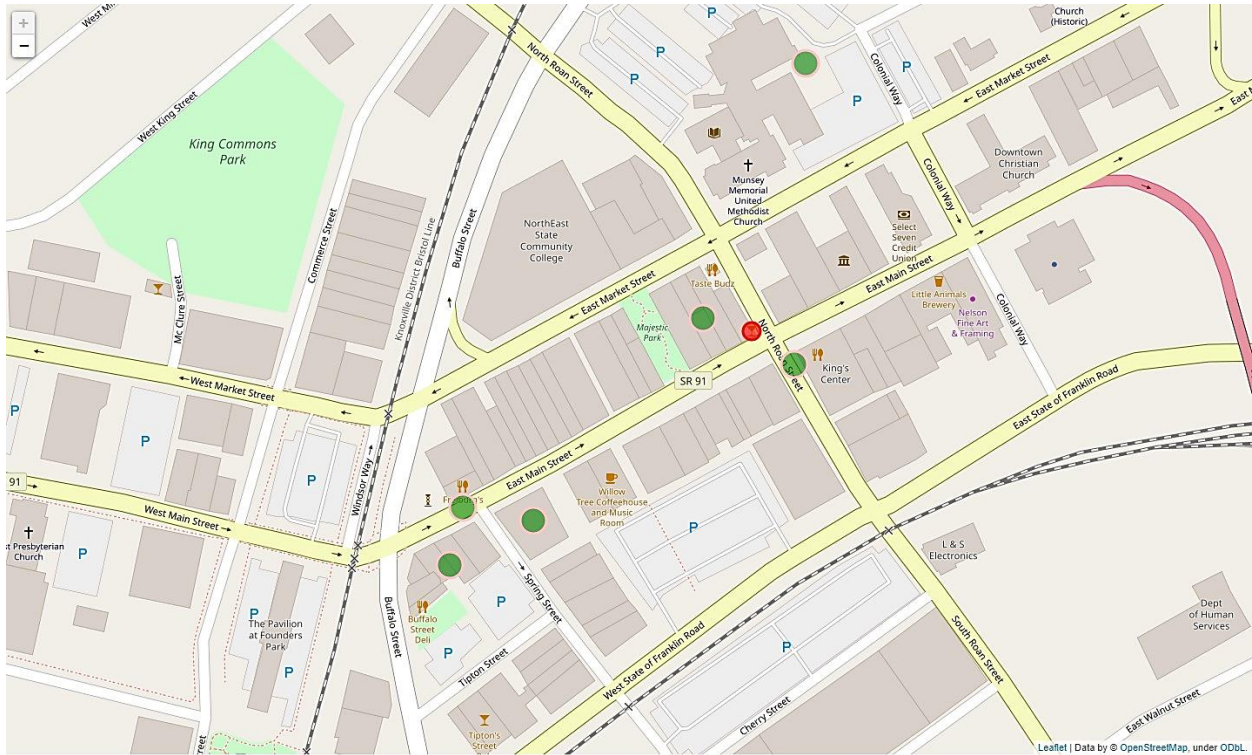 +
−
West King Street
King Commons
Park
Mc Clure Street
Commerce Street
Knoxville District Bristol Line
Buffalo Street
North Roan Street
P
P
P
Church
(Historic)
Colonial Way
East Market Street
Munsey
Memorial
United
Methodist
Church
Downtown
Christian
Church
Colonial Way
NorthEast
State
Community
College
Select
Seven
Credit
Union
East Main Street
East Market Street
Taste Budz
Little Animals
Brewery
Nelson
Fine Art
& Framing
Colonial Way
Majestic
Park
North Roan Street
King's
Center
SR 91
West Market Street
East State of Franklin Road
P
P
P
91
West Main Street
Windsor Way
East Main Street
Willow
Tree Coffeehouse
and Music
Room
P
Presbyterian
Church
P
L & S
Electronics
Spring Street
Buffalo Street
P
Buffalo
Street
Deli
P
P
The Pavilion
at Founders
Park
P
Dept
of Human
Services
West State of Franklin Road
South Roan Street
P
Tipton Street
Tipton's
Street
Cherry Street
East Walnut Street
Leaflet | Data by © OpenStreetMap, under ODbL.